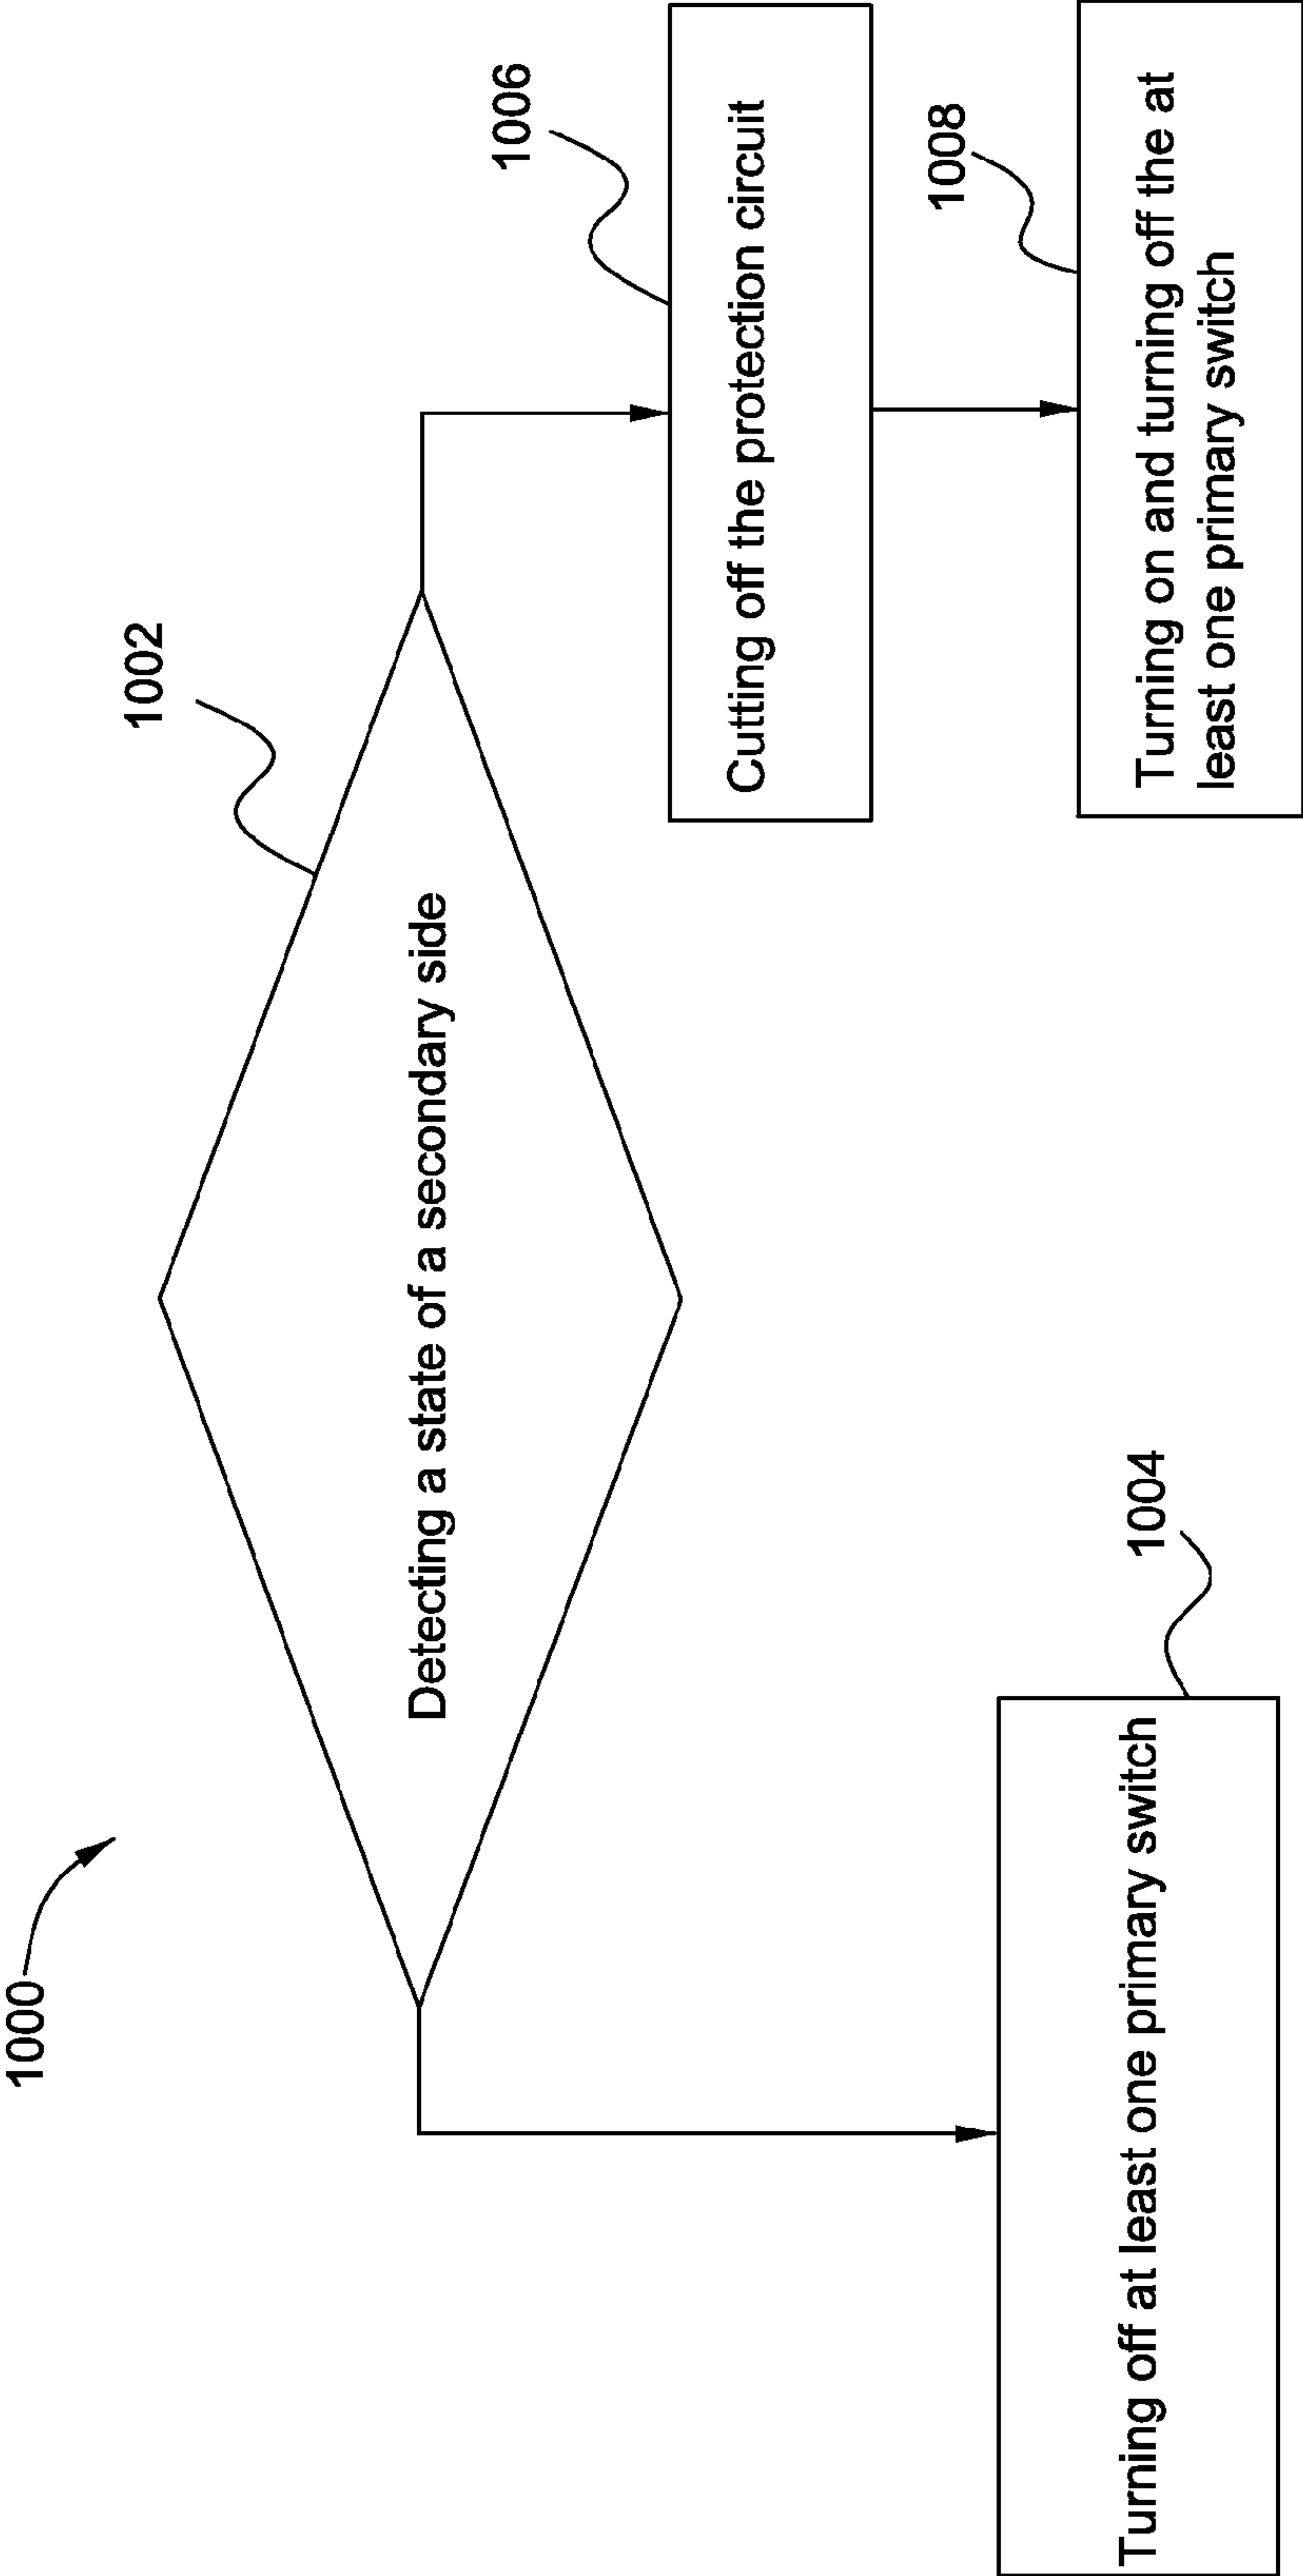 1000
1002
Detecting a state of a secondary side
1006
Cutting off the protection circuit
1008
Turning on and turning off the at
least one primary switch
1004
Turning off at least one primary switch